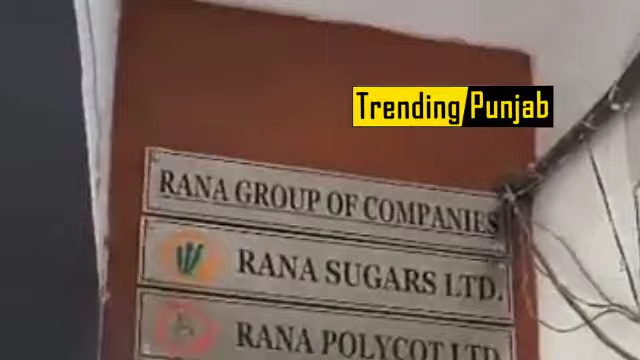 Trending Punjab
RANA GROUP OF COMPANIES
RANA SUGARS LTD.
RANA POLYCOT LTD